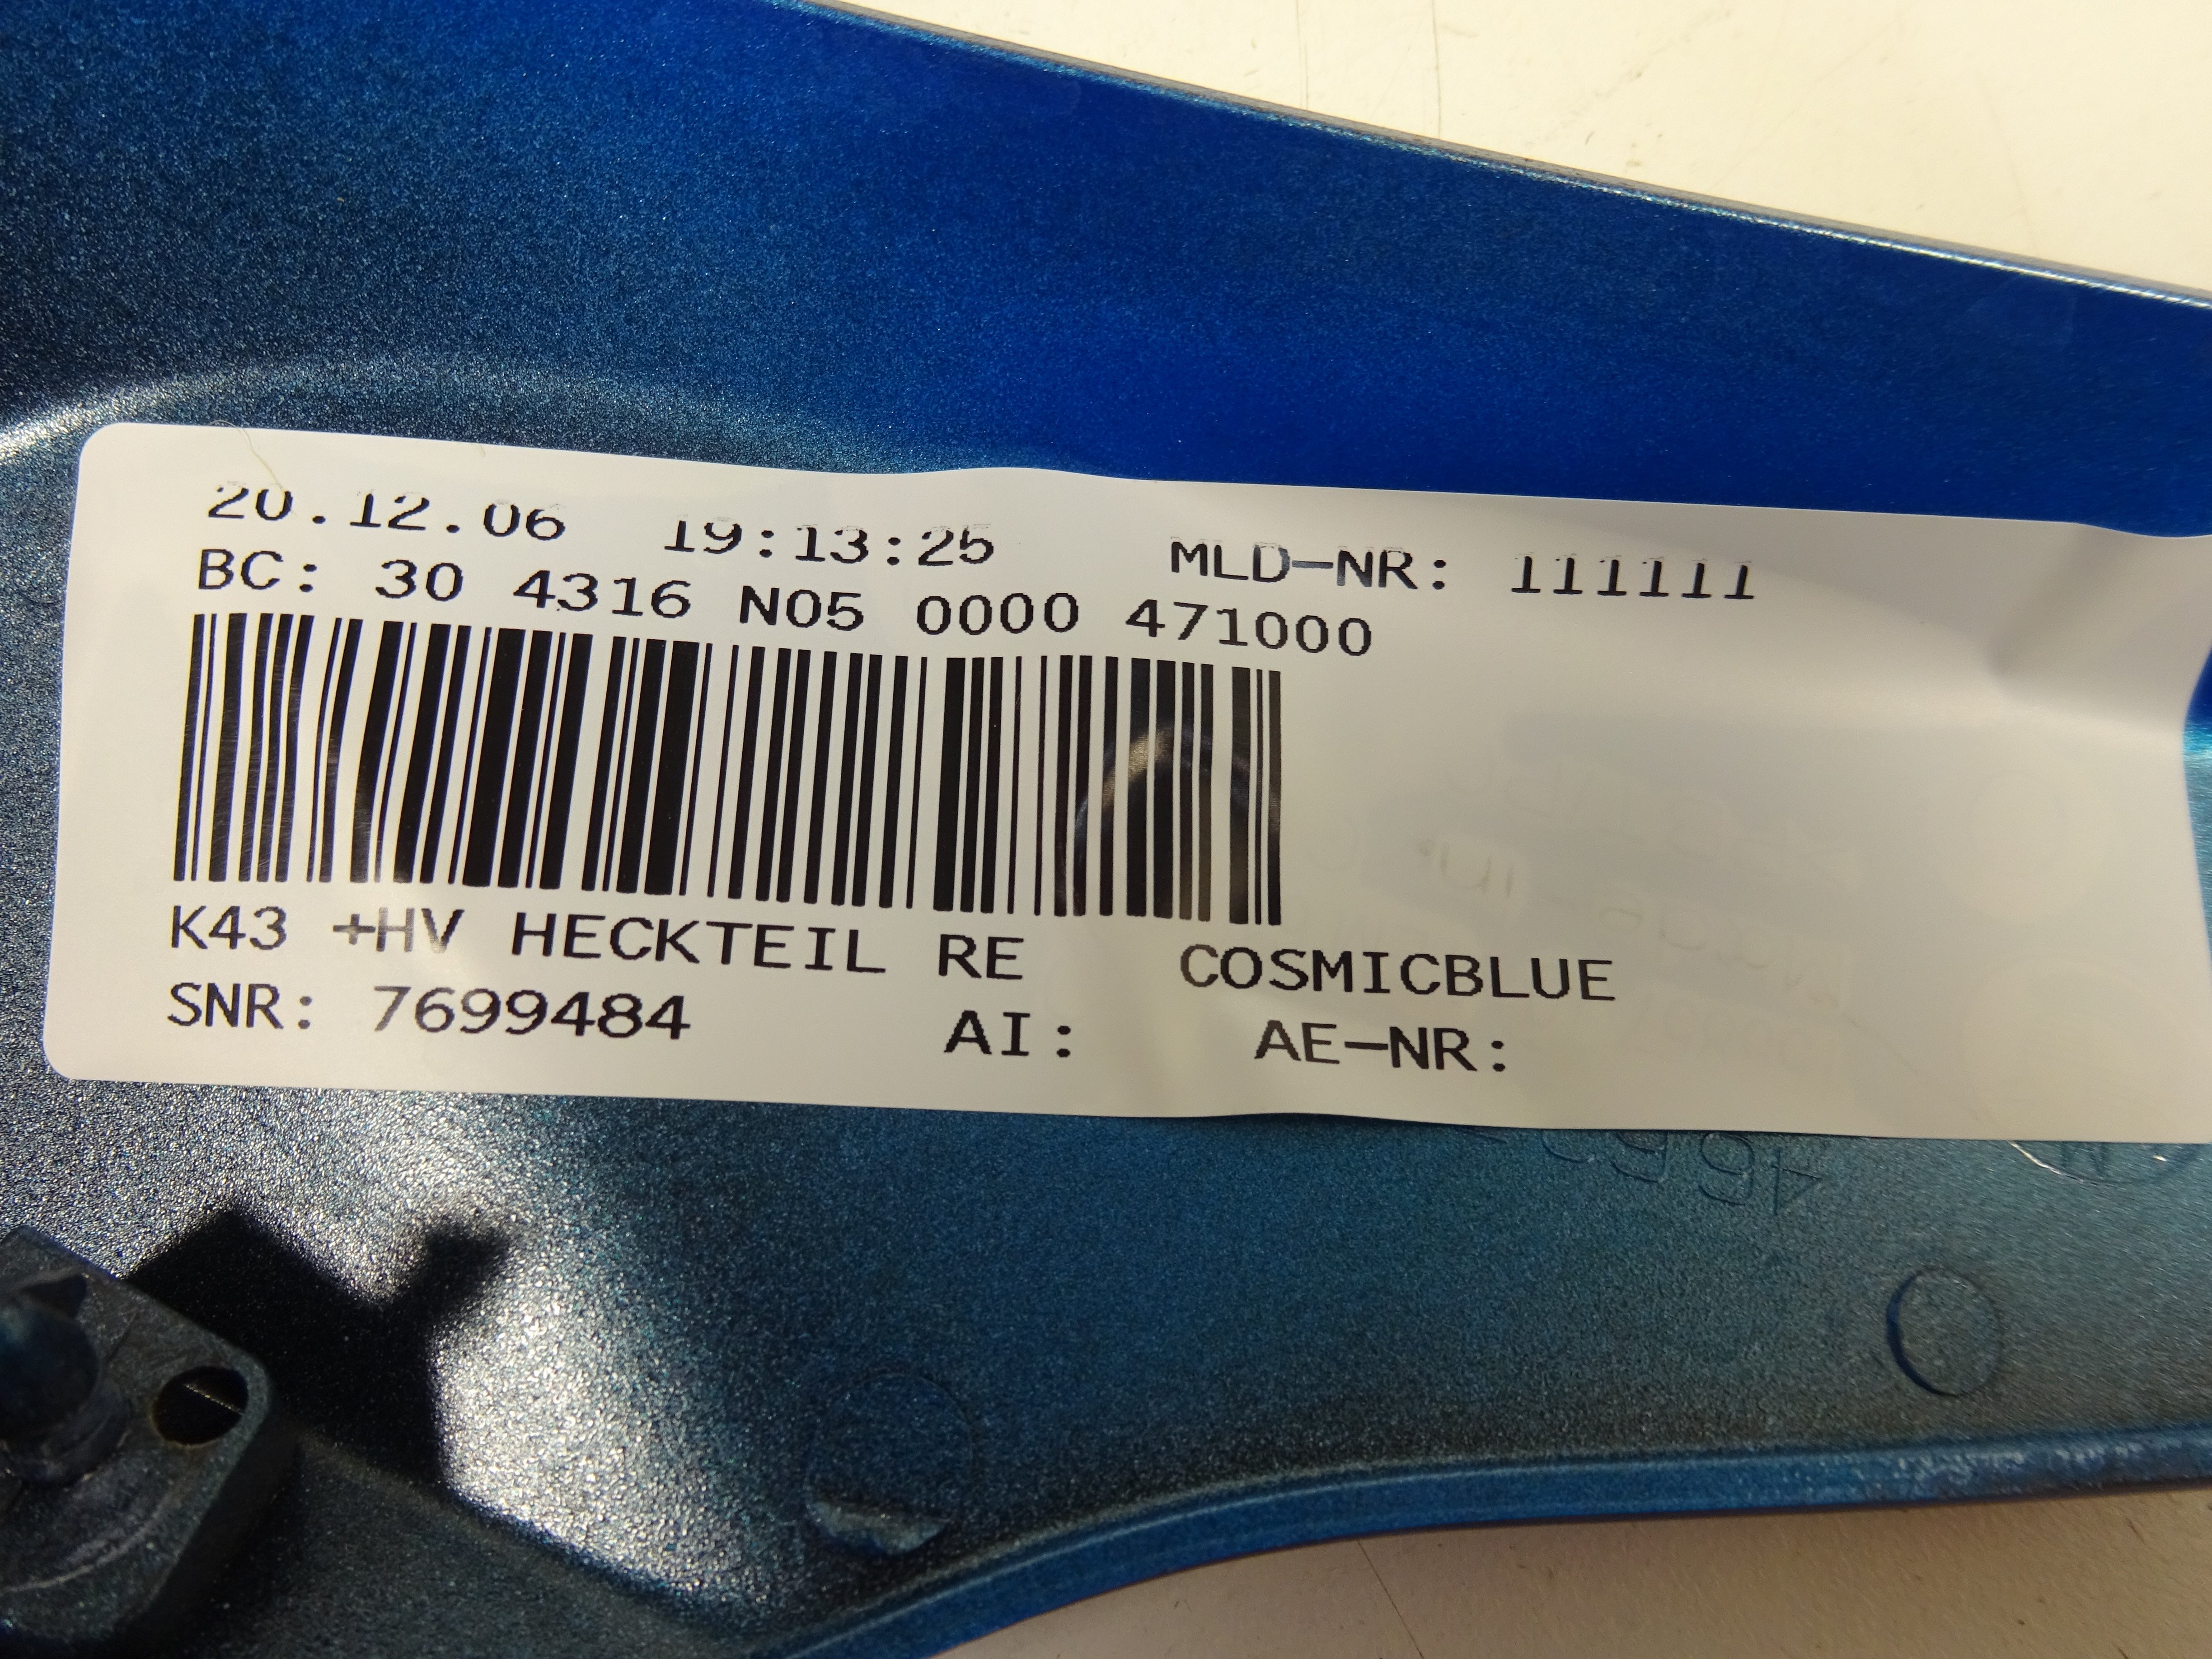 20.12.06 19:13:25 MLD-NR: 111111
BC: 30 4316 N05 0000 471000
K43 +HV HECKTEIL RE COSMICBLUE
SNR: 7699484 AI: AE-NR: